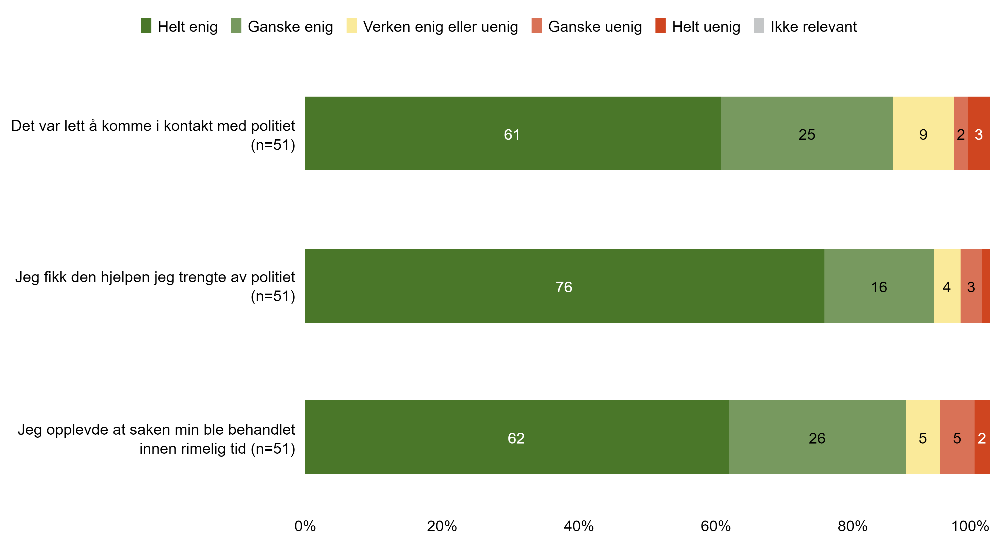 Helt enig Ganske enig Verken enig eller uenig Ganske uenig Helt uenig Ikke relevant
Det var lett å komme i kontakt med politiet
(n=51)
61 25 9 2 3
Jeg fikk den hjelpen jeg trengte av politiet
(n=51)
76 16 4 3
Jeg opplevde at saken min ble behandlet
innen rimelig tid (n=51)
62 26 5 5 2
0% 20% 40% 60% 80% 100%